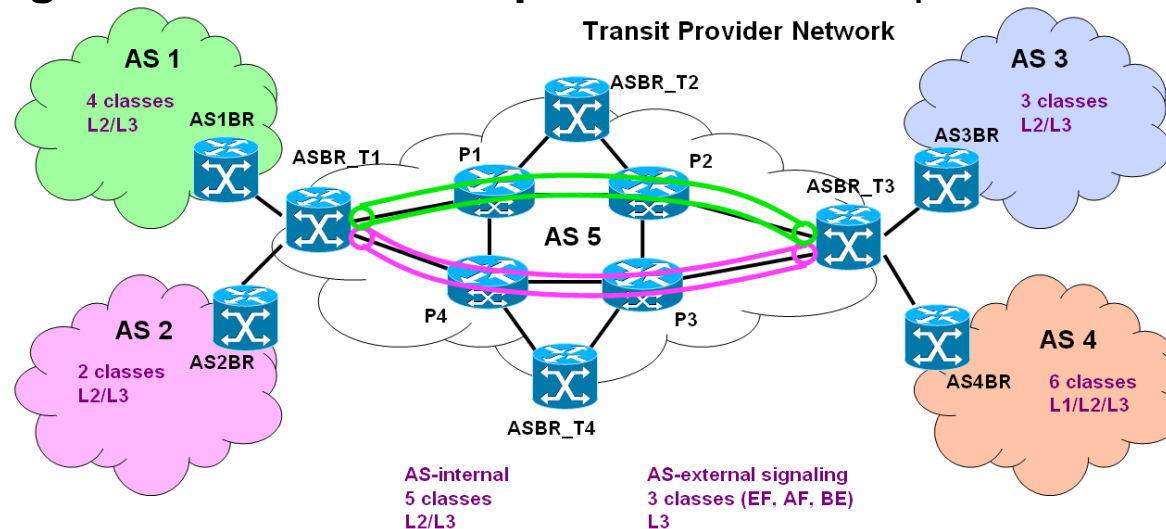 Transit Provider Network
AS 1
4 classes
L2/L3
AS1BR
ASBR_T1
ASBR_T2
P1
P2
AS 3
3 classes
L2/L3
AS3BR
ASBR_T3
AS 5
AS 2
2 classes
L2/L3
AS2BR
P4
P3
ASBR_T4
AS4BR
AS 4
6 classes
L1/L2/L3
AS-internal
5 classes
L2/L3
AS-external signaling
3 classes (EF, AF, BE)
L3